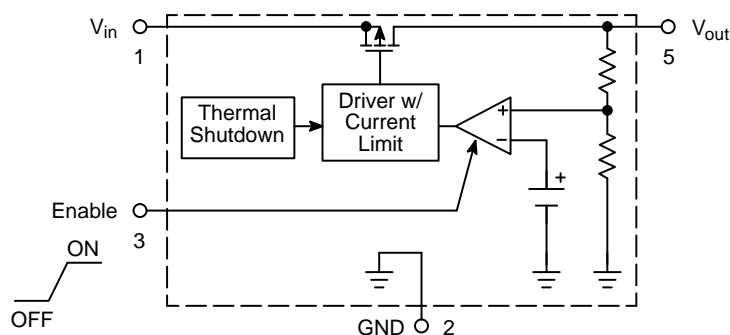 Vin
1
Vout
5
Thermal
Shutdown
Driver w/
Current
Limit
+
−
+
Enable
3
ON
OFF
GND 2